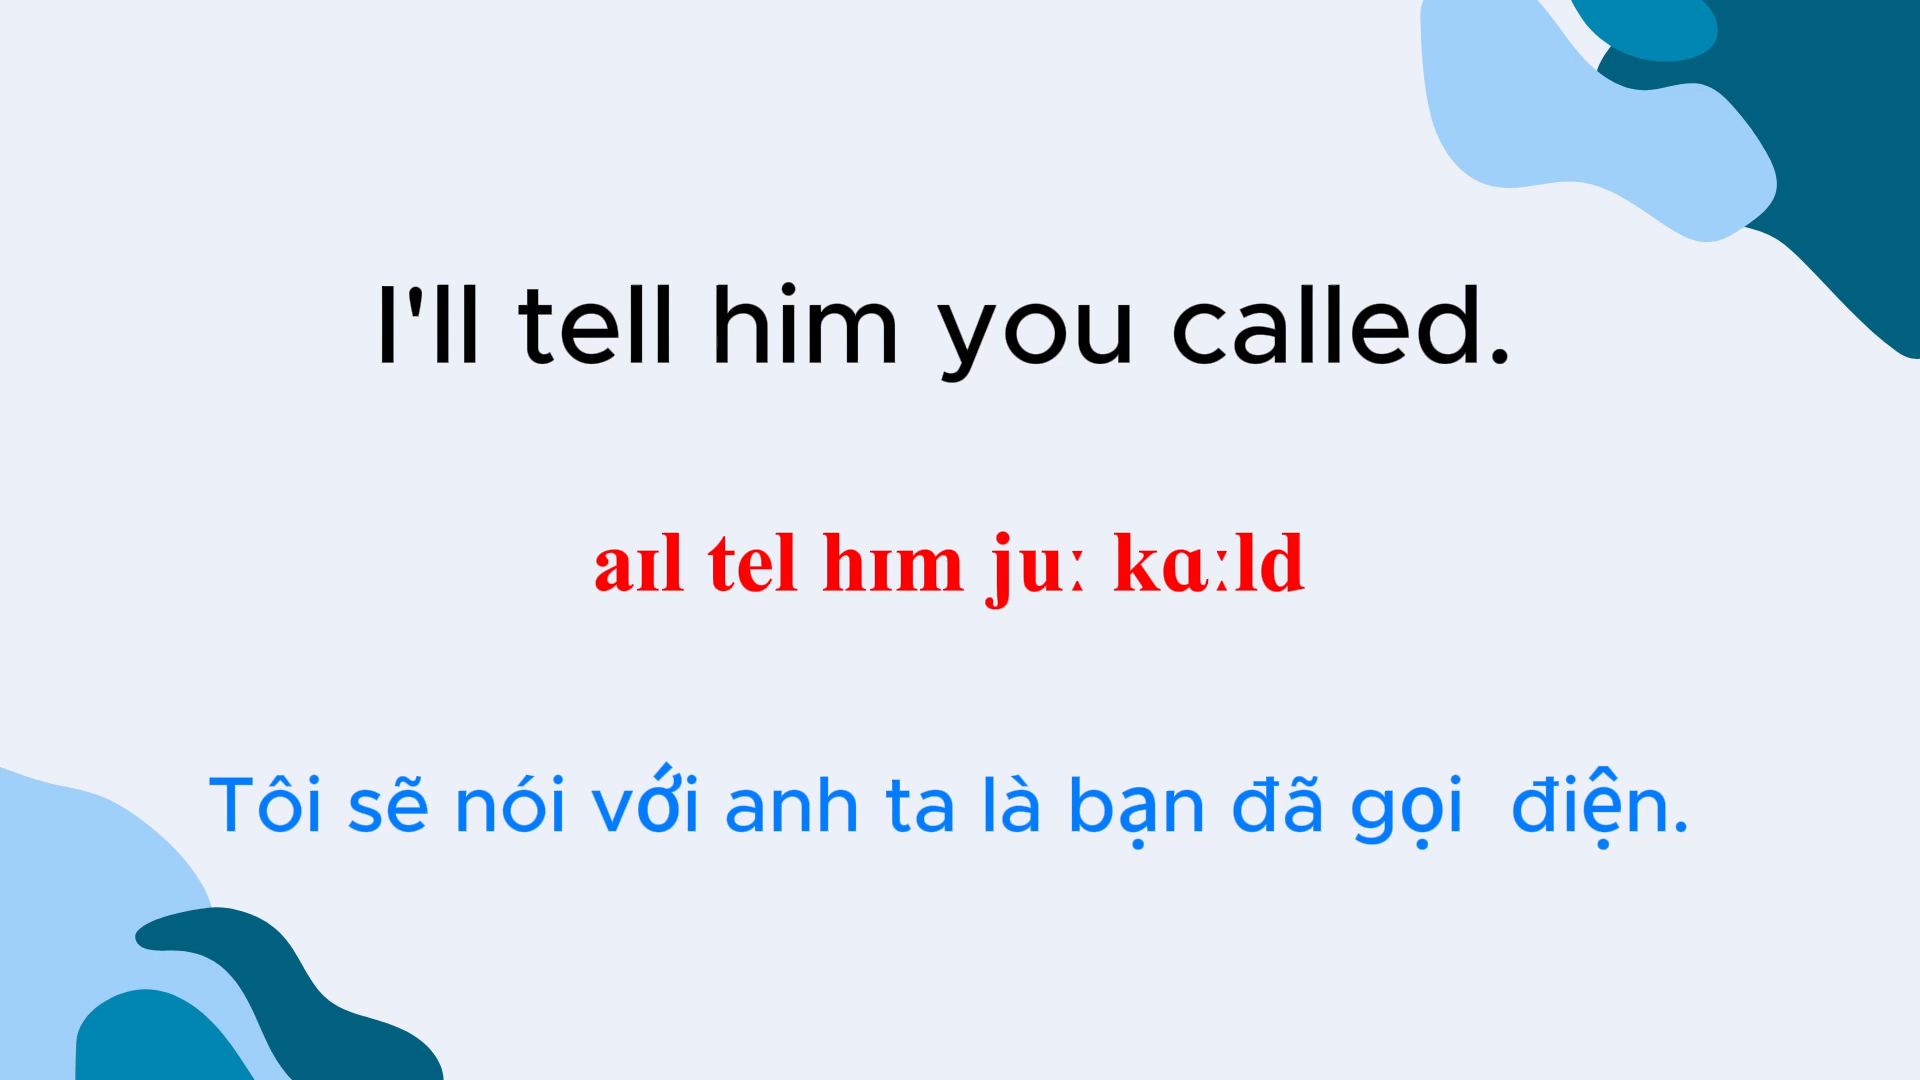 I'll tell him you called.
aɪl tel hɪm juː kɑːld
Tôi sẽ nói với anh ta là bạn đã gọi  điện.